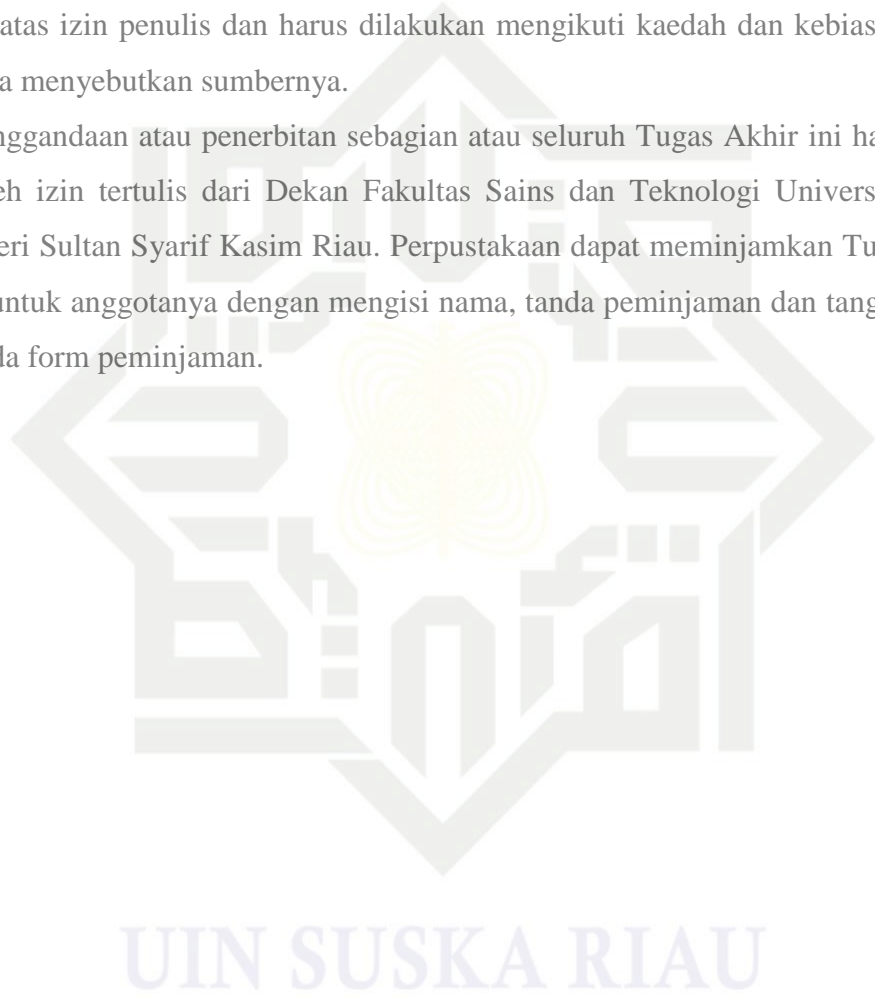 atas izin penulis dan harus dilakukan mengikuti kaedah dan kebias
a menyebutkan sumbernya.
nggandaan atau penerbitan sebagian atau seluruh Tugas Akhir ini ha
eh izin tertulis dari Dekan Fakultas Sains dan Teknologi Univers
eri Sultan Syarif Kasim Riau. Perpustakaan dapat meminjamkan Tu
untuk anggotanya dengan mengisi nama, tanda peminjaman dan tang
da form peminjaman.
UIN SUSKA RIAU